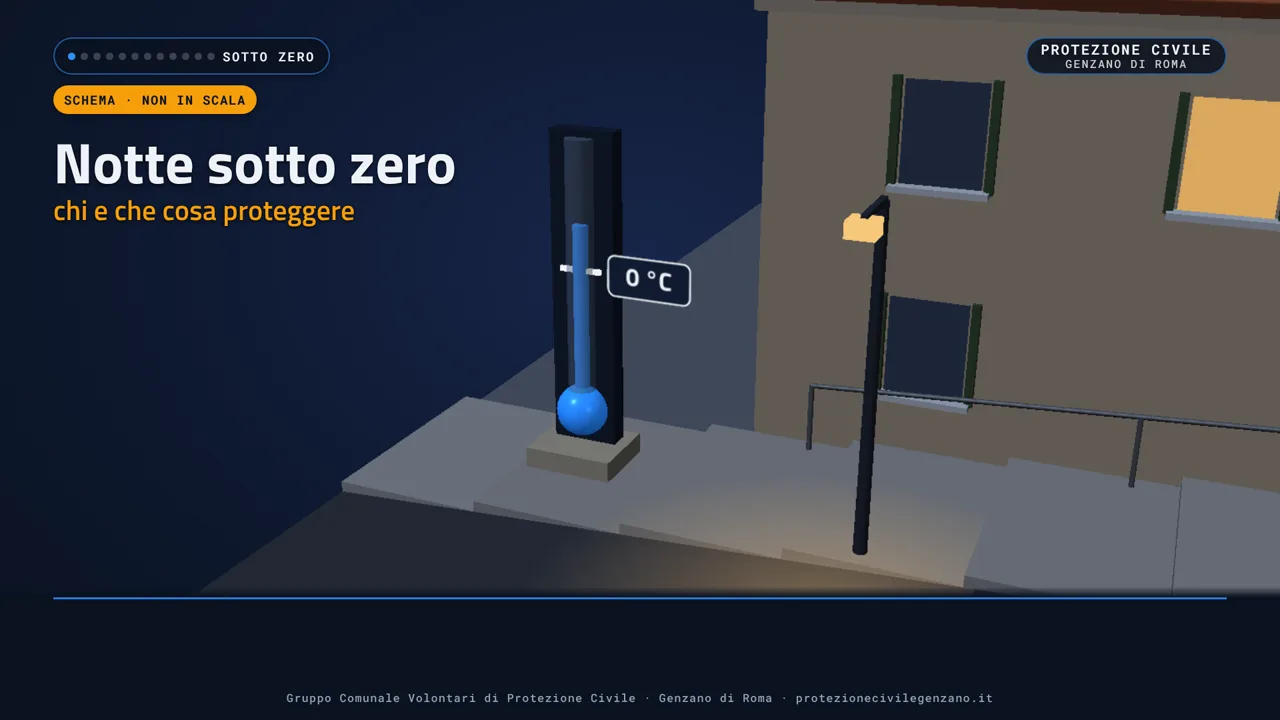 SOTTO ZERO
PROTEZIONE CIVILE
GENZANO DI ROMA
SCHEMA · NON IN SCALA
Notte sotto zero
chi e che cosa proteggere
0 °C
Gruppo Comunale Volontari di Protezione Civile · Genzano di Roma · protezionecivilegenzano.it